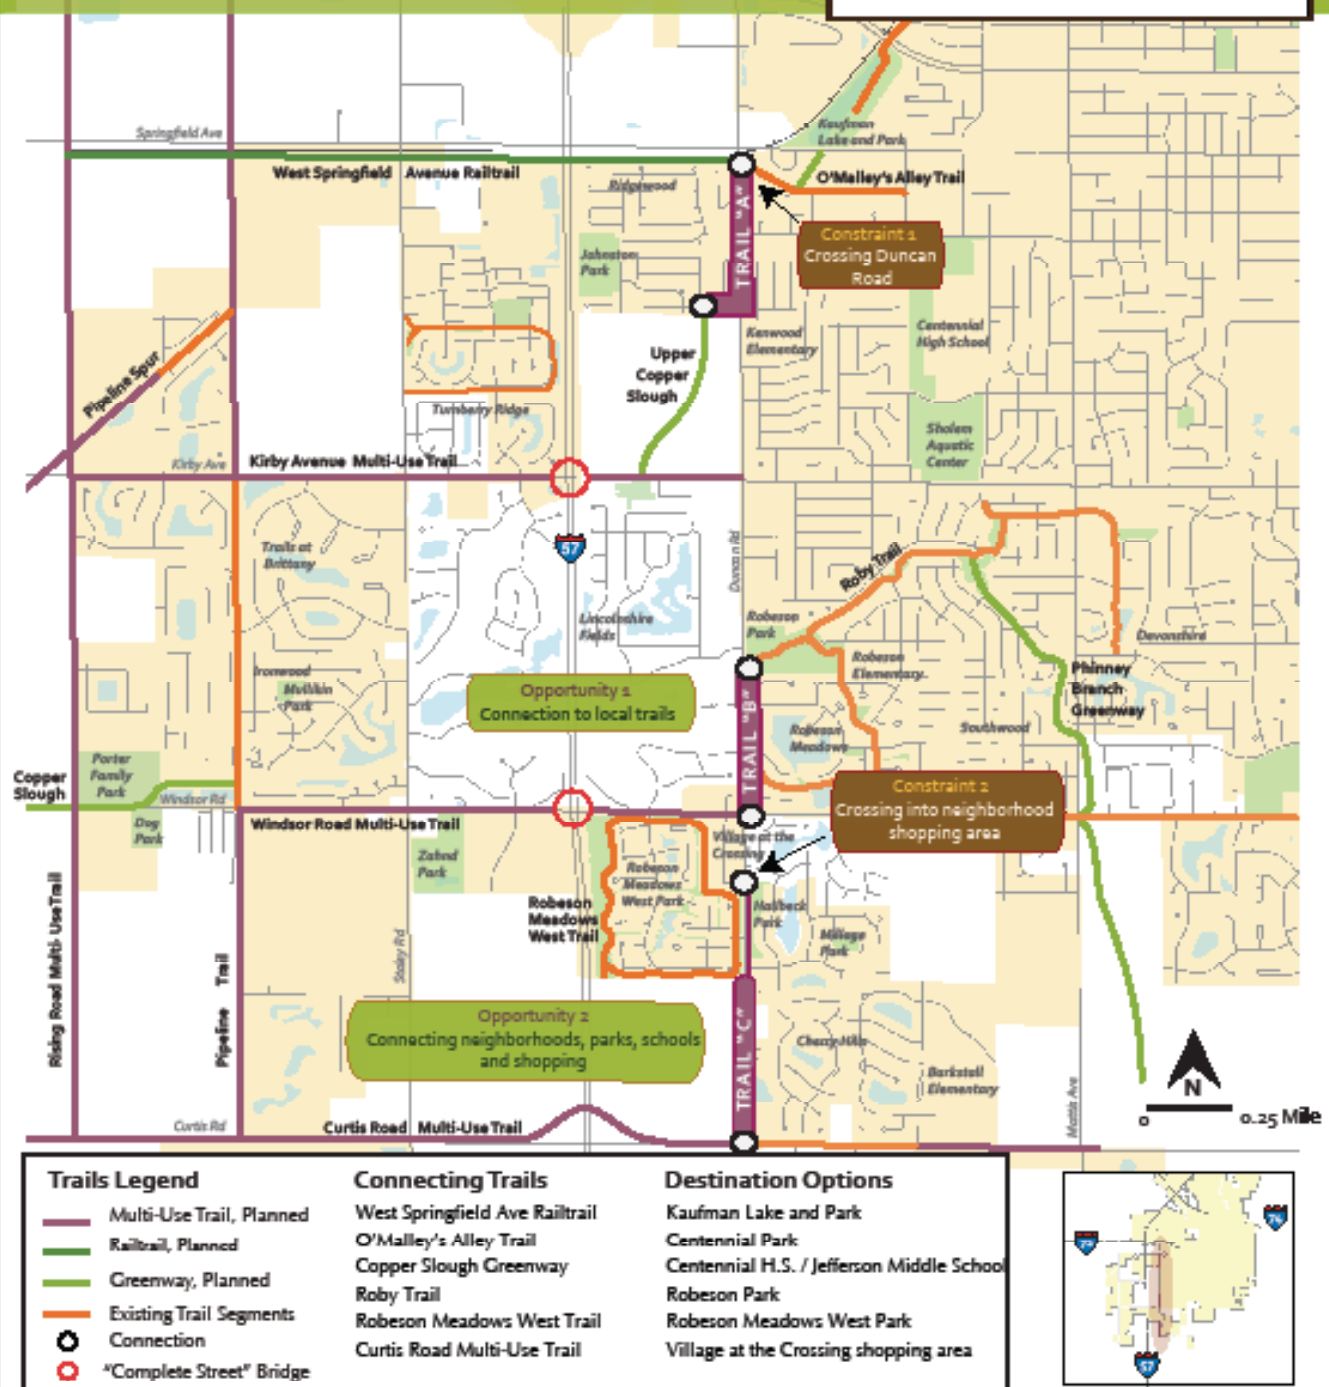 Springfield Ave
Kaufman
Lake and Park
West Springfield Avenue Railtrail
Ridgewood
O'Malley's Alley Trail
TRAIL "A"
Constraint 1
Crossing Duncan
Road
Johnston
Park
Kenwood
Elementary
Centennial
High School
Upper
Copper
Slough
Pipeline Spur
Turnberry Ridge
Sholem
Aquatic
Center
Kirby Ave
Kirby Avenue Multi-Use Trail
57
Duncan Rd
Trails at
Brittany
Roby Trail
Lincolnshire
Fields
Robeson
Park
Devonshire
Robeson
Elementary
Ironwood
Mullikin
Park
Phinney
Branch
Greenway
Opportunity 1
Connection to local trails
TRAIL "B"
Robeson
Meadows
Southwood
Porter
Family
Park
Copper
Slough
Windsor Rd
Constraint 2
Crossing into neighborhood
shopping area
Dog
Park
Windsor Road Multi-Use Trail
Village at the
Crossing
Zahnd
Park
Robeson
Meadows
West Park
Robeson
Meadows
West Trail
Hallbeck
Park
Millage
Park
Rising Road Multi-Use Trail
Pipeline Trail
Staley Rd
Opportunity 2
Connecting neighborhoods, parks, schools
and shopping
TRAIL "C"
Cherry Hills
Barkstall
Elementary
Mattis Ave
N
0 0.25 Mile
Curtis Rd
Curtis Road Multi-Use Trail
Trails Legend
Multi-Use Trail, Planned
Railtrail, Planned
Greenway, Planned
Existing Trail Segments
Connection
"Complete Street" Bridge
Connecting Trails
West Springfield Ave Railtrail
O'Malley's Alley Trail
Copper Slough Greenway
Roby Trail
Robeson Meadows West Trail
Curtis Road Multi-Use Trail
Destination Options
Kaufman Lake and Park
Centennial Park
Centennial H.S. / Jefferson Middle School
Robeson Park
Robeson Meadows West Park
Village at the Crossing shopping area
74
57